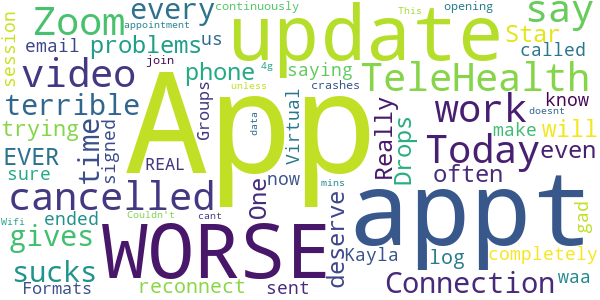 continuously This opening
Zoom every appointment update say
session email problems us join 4g unless Star called
video phone saying crashes TeleHealth
terrible App Groups Virtual data Really work know
trying time signed REAL Drops make will
EVER Today even
sure cancelled One now mins often doesnt
Wifi ended Couldn't cant deserve appt gad
gives WORSE Kayla log completely
sucks reconnect sent Connection waa
Formats